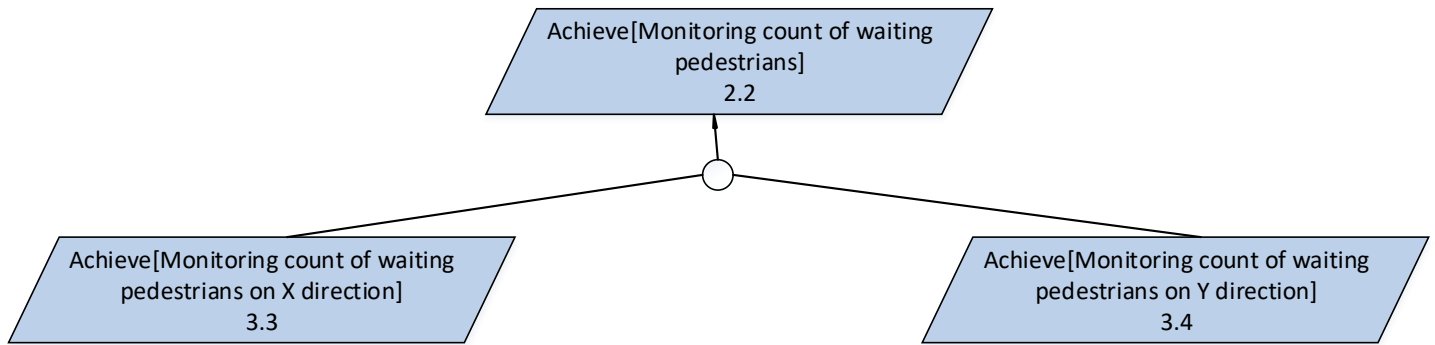 Achieve[Monitoring count of waiting
pedestrians]
2.2
Achieve[Monitoring count of waiting
pedestrians on X direction]
3.3
Achieve[Monitoring count of waiting
pedestrians on Y direction]
3.4